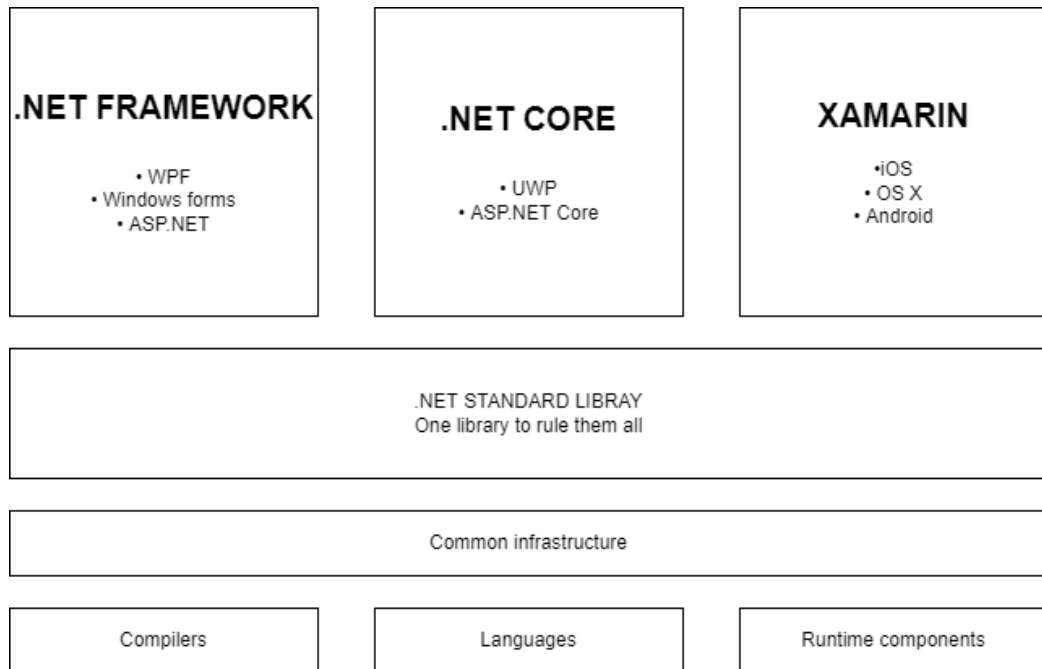 .NET FRAMEWORK
• WPF
• Windows forms
• ASP.NET
.NET CORE
• UWP
• ASP.NET Core
XAMARIN
•iOS
• OS X
• Android
.NET STANDARD LIBRAY
One library to rule them all
Common infrastructure
Compilers
Languages
Runtime components